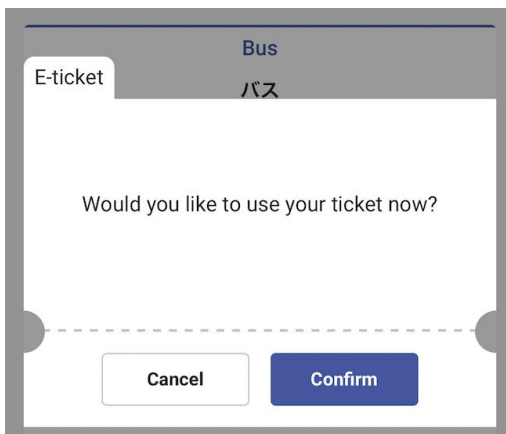 Bus
E-ticket
バス
Would you like to use your ticket now?
Cancel
Confirm